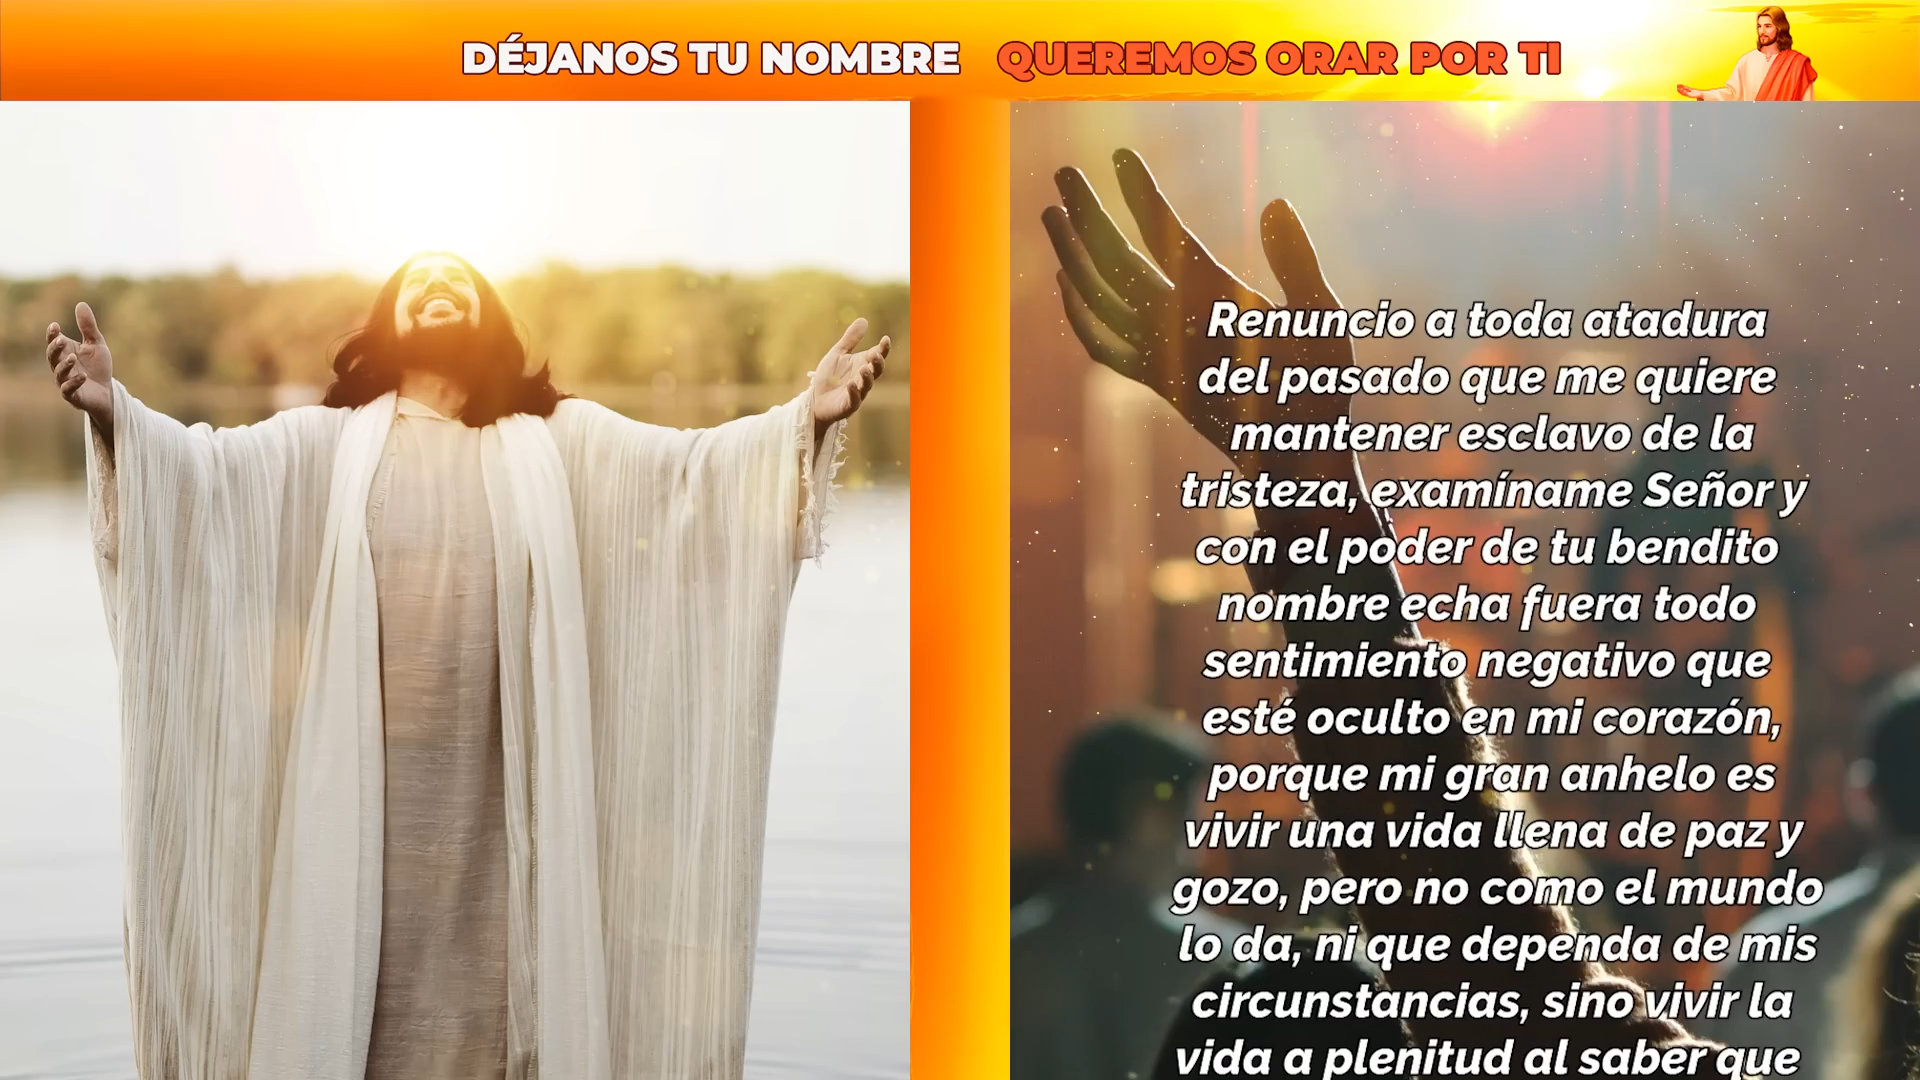 DÉJANOS TU NOMBRE QUEREMOS ORAR POR TI
Renuncio a toda atadura
del pasado que me quiere
mantener esclavo de la
tristeza, examíname Señor y
con el poder de tu bendito
nombre echa fuera todo
sentimiento negativo que
esté oculto en mi corazón,
porque mi gran anhelo es
vivir una vida llena de paz y
gozo, pero no como el mundo
lo da, ni que dependa de mis
circunstancias, sino vivir la
vida a plenitud al saber que